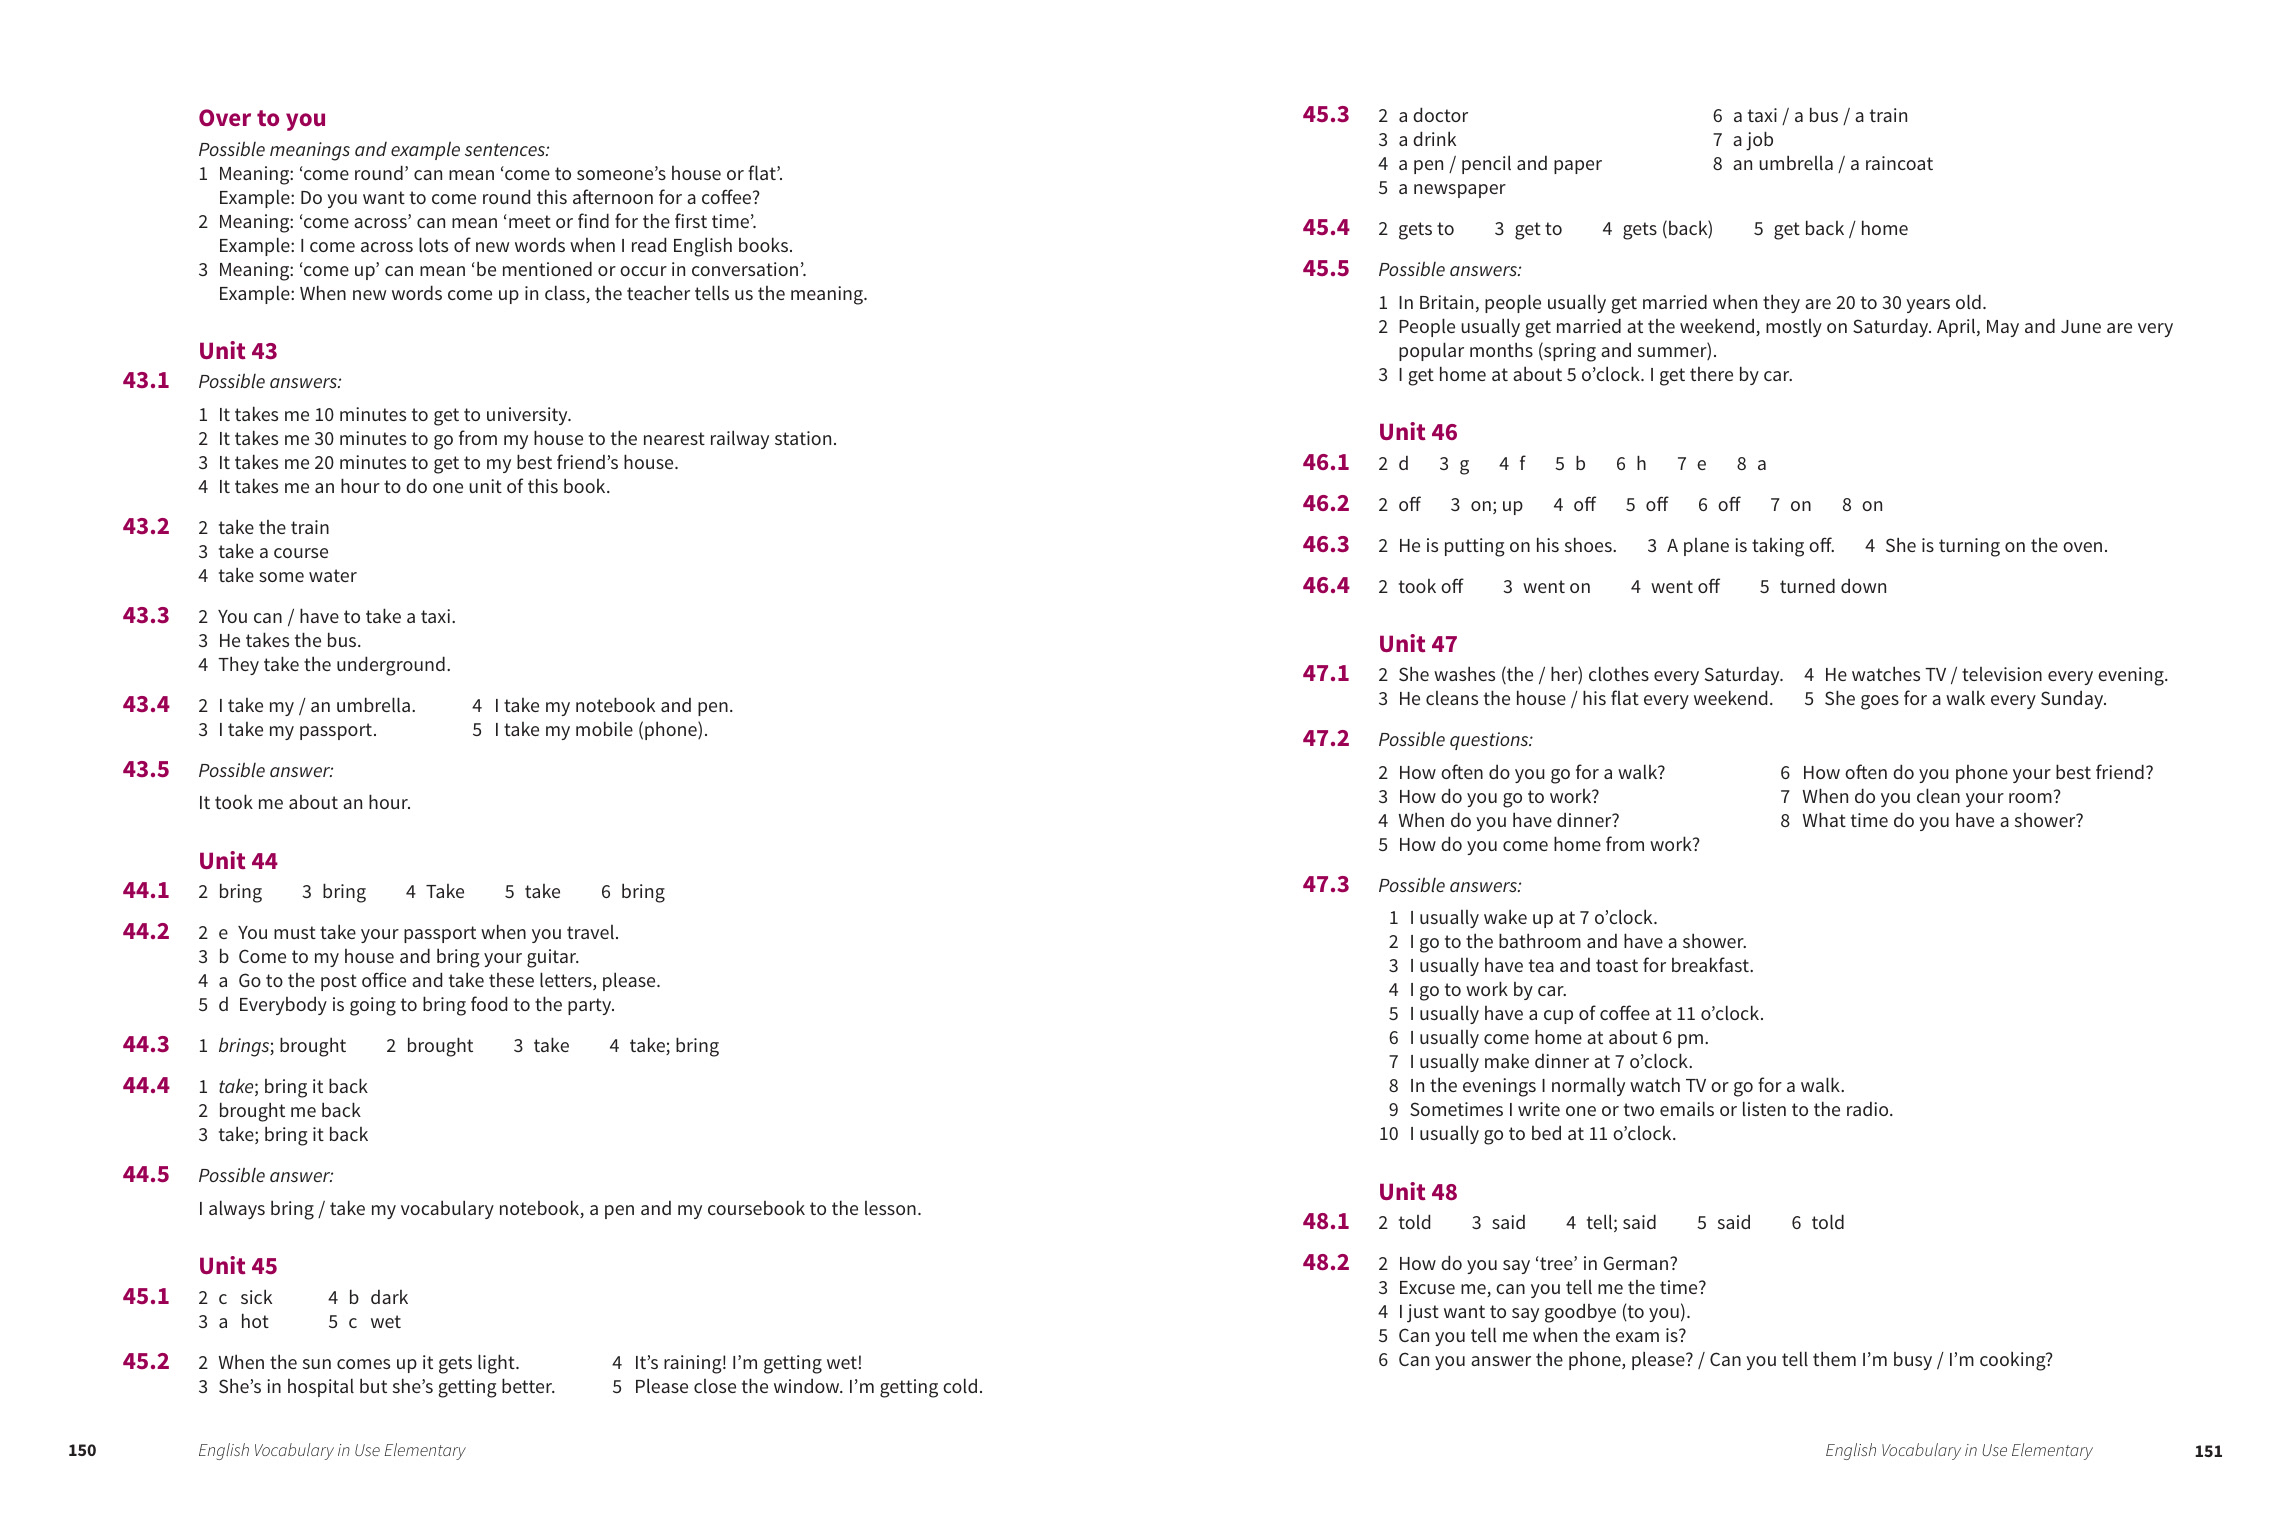 Over to you
Possible meanings and example sentences:
1 Meaning: ‘come round’ can mean ‘come to someone’s house or flat’.
Example: Do you want to come round this afternoon for a coffee?
2 Meaning: ‘come across’ can mean ‘meet or find for the first time’.
Example: I come across lots of new words when I read English books.
3 Meaning: ‘come up’ can mean ‘be mentioned or occur in conversation’.
Example: When new words come up in class, the teacher tells us the meaning.
Unit 43
43.1 Possible answers:
1 It takes me 10 minutes to get to university.
2 It takes me 30 minutes to go from my house to the nearest railway station.
3 It takes me 20 minutes to get to my best friend’s house.
4 It takes me an hour to do one unit of this book.
43.2 2 take the train
3 take a course
4 take some water
43.3 2 You can / have to take a taxi.
3 He takes the bus.
4 They take the underground.
43.4 2 I take my / an umbrella. 4 I take my notebook and pen.
3 I take my passport. 5 I take my mobile (phone).
43.5 Possible answer:
It took me about an hour.
Unit 44
44.1 2 bring 3 bring 4 Take 5 take 6 bring
44.2 2 e You must take your passport when you travel.
3 b Come to my house and bring your guitar.
4 a Go to the post office and take these letters, please.
5 d Everybody is going to bring food to the party.
44.3 1 brings; brought 2 brought 3 take 4 take; bring
44.4 1 take; bring it back
2 brought me back
3 take; bring it back
44.5 Possible answer:
I always bring / take my vocabulary notebook, a pen and my coursebook to the lesson.
Unit 45
45.1 2 c sick 4 b dark
3 a hot 5 c wet
45.2 2 When the sun comes up it gets light. 4 It’s raining! I’m getting wet!
3 She’s in hospital but she’s getting better. 5 Please close the window. I’m getting cold.
150 English Vocabulary in Use Elementary
45.3 2 a doctor 6 a taxi / a bus / a train
3 a drink 7 a job
4 a pen / pencil and paper 8 an umbrella / a raincoat
5 a newspaper
45.4 2 gets to 3 get to 4 gets (back) 5 get back / home
45.5 Possible answers:
1 In Britain, people usually get married when they are 20 to 30 years old.
2 People usually get married at the weekend, mostly on Saturday. April, May and June are very
popular months (spring and summer).
3 I get home at about 5 o’clock. I get there by car.
Unit 46
46.1 2 d 3 g 4 f 5 b 6 h 7 e 8 a
46.2 2 off 3 on; up 4 off 5 off 6 off 7 on 8 on
46.3 2 He is putting on his shoes. 3 A plane is taking off. 4 She is turning on the oven.
46.4 2 took off 3 went on 4 went off 5 turned down
Unit 47
47.1 2 She washes (the / her) clothes every Saturday. 4 He watches TV / television every evening.
3 He cleans the house / his flat every weekend. 5 She goes for a walk every Sunday.
47.2 Possible questions:
2 How often do you go for a walk? 6 How often do you phone your best friend?
3 How do you go to work? 7 When do you clean your room?
4 When do you have dinner? 8 What time do you have a shower?
5 How do you come home from work?
47.3 Possible answers:
1 I usually wake up at 7 o’clock.
2 I go to the bathroom and have a shower.
3 I usually have tea and toast for breakfast.
4 I go to work by car.
5 I usually have a cup of coffee at 11 o’clock.
6 I usually come home at about 6 pm.
7 I usually make dinner at 7 o’clock.
8 In the evenings I normally watch TV or go for a walk.
9 Sometimes I write one or two emails or listen to the radio.
10 I usually go to bed at 11 o’clock.
Unit 48
48.1 2 told 3 said 4 tell; said 5 said 6 told
48.2 2 How do you say ‘tree’ in German?
3 Excuse me, can you tell me the time?
4 I just want to say goodbye (to you).
5 Can you tell me when the exam is?
6 Can you answer the phone, please? / Can you tell them I’m busy / I’m cooking?
English Vocabulary in Use Elementary 151